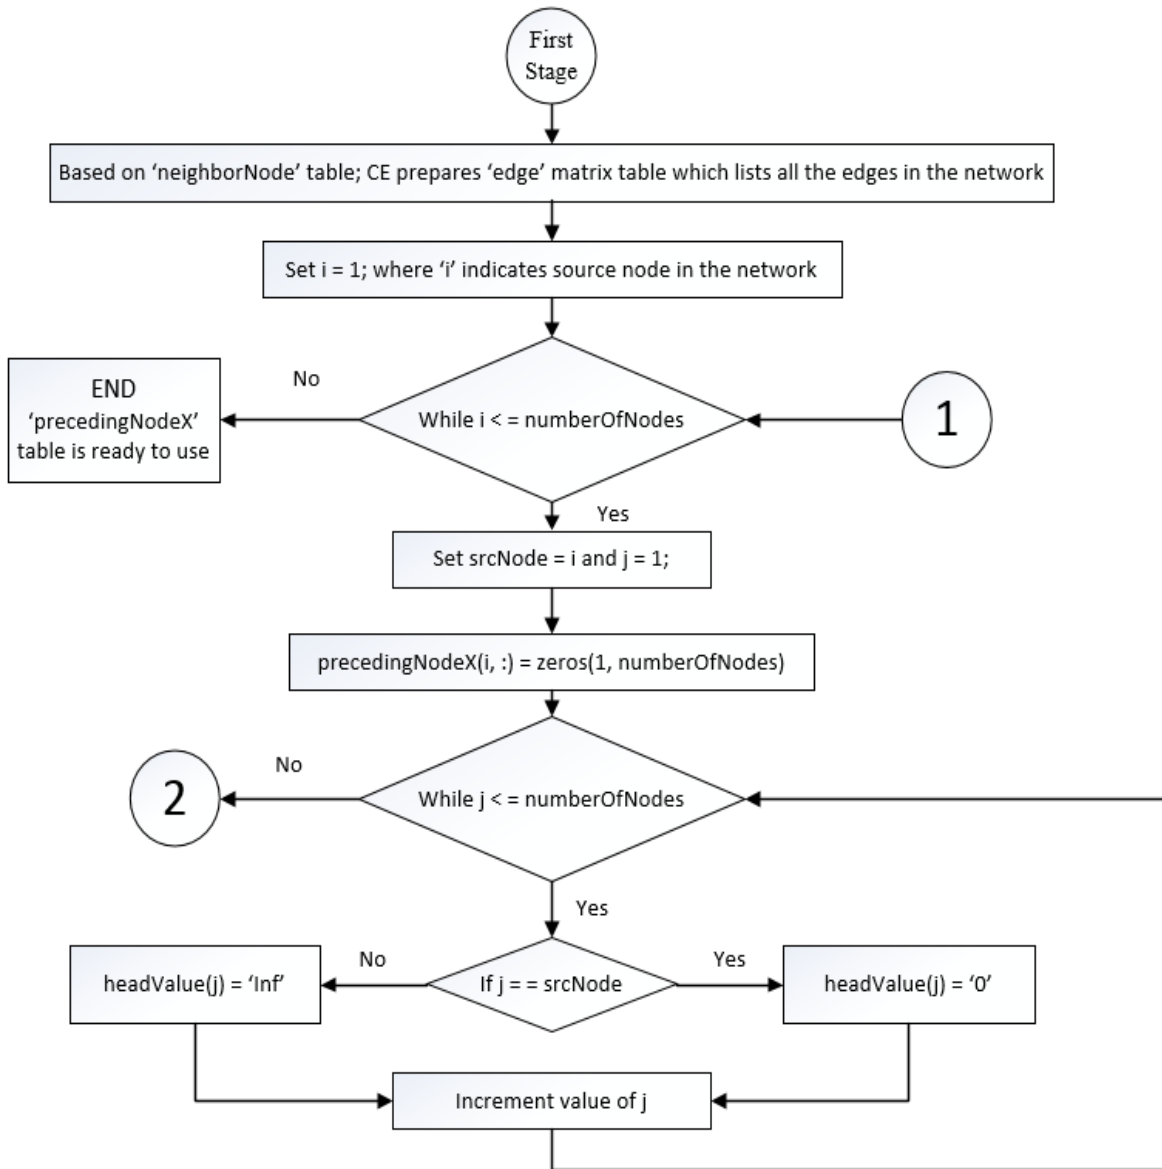 First
Stage
Based on ‘neighborNode’ table; CE prepares ‘edge’ matrix table which lists all the edges in the network
Set i = 1; where ‘i’ indicates source node in the network
No
END
‘precedingNodeX’
table is ready to use
While i < = numberOfNodes
1
Yes
Set srcNode = i and j = 1;
precedingNodeX(i, :) = zeros(1, numberOfNodes)
No
2
While j < = numberOfNodes
Yes
No
Yes
headValue(j) = ‘Inf’
If j = = srcNode
headValue(j) = ‘0’
Increment value of j